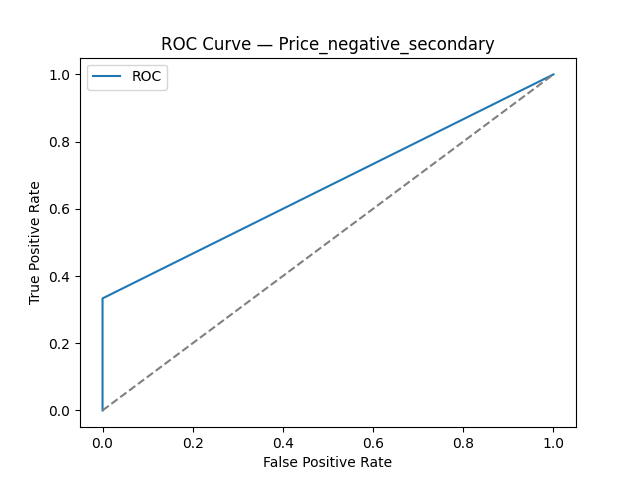 ROC Curve — Price_negative_secondary
ROC
True Positive Rate
1.0
0.8
0.6
0.4
0.2
0.0
0.0 0.2 0.4 0.6 0.8 1.0
False Positive Rate